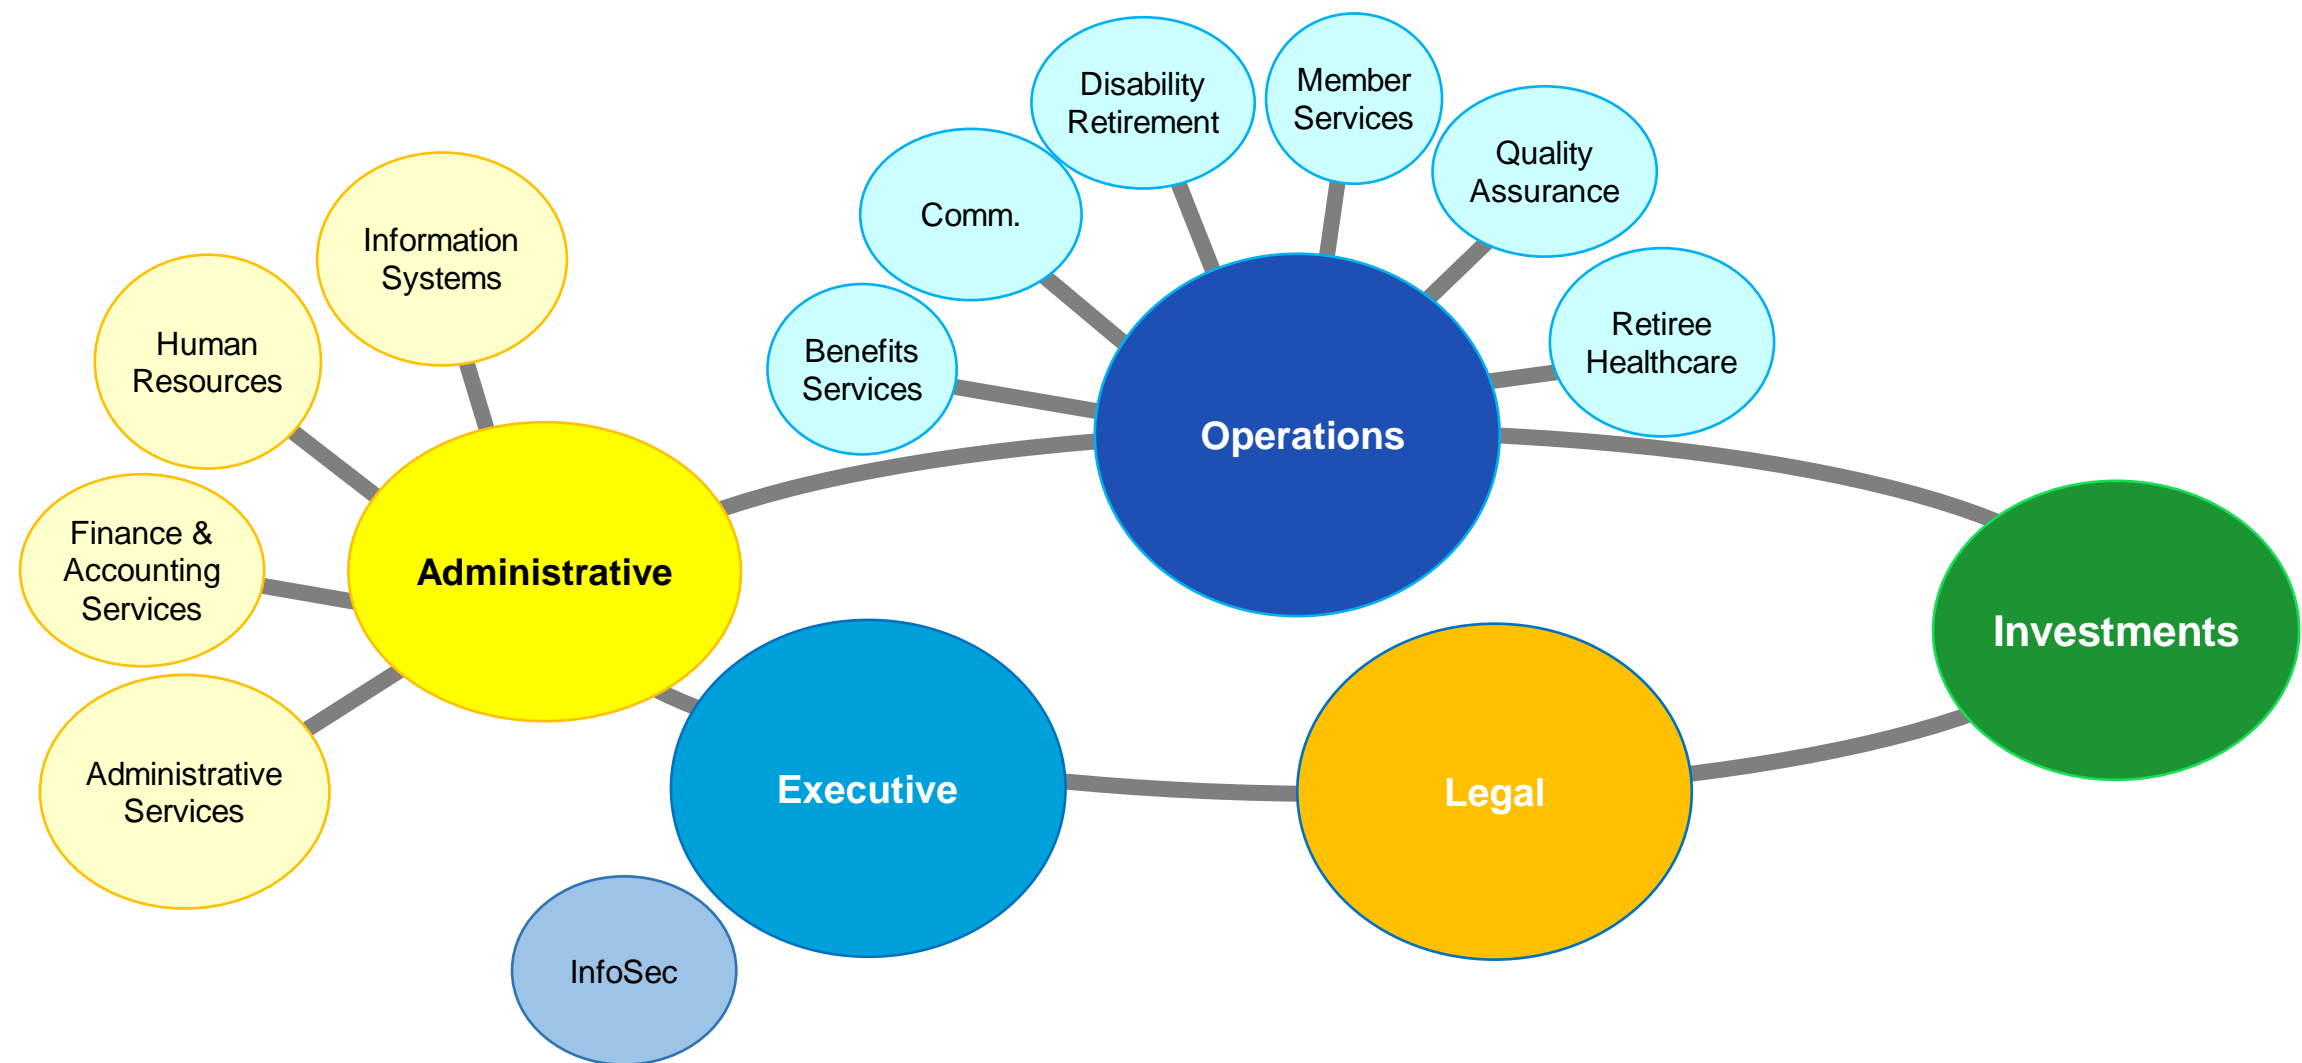 Disability
Retirement
Member
Services
Quality
Assurance
Comm.
Information
Systems
Human
Resources
Benefits
Services
Retiree
Healthcare
Operations
Finance &
Accounting
Services
Administrative
Investments
Administrative
Services
Executive
Legal
InfoSec